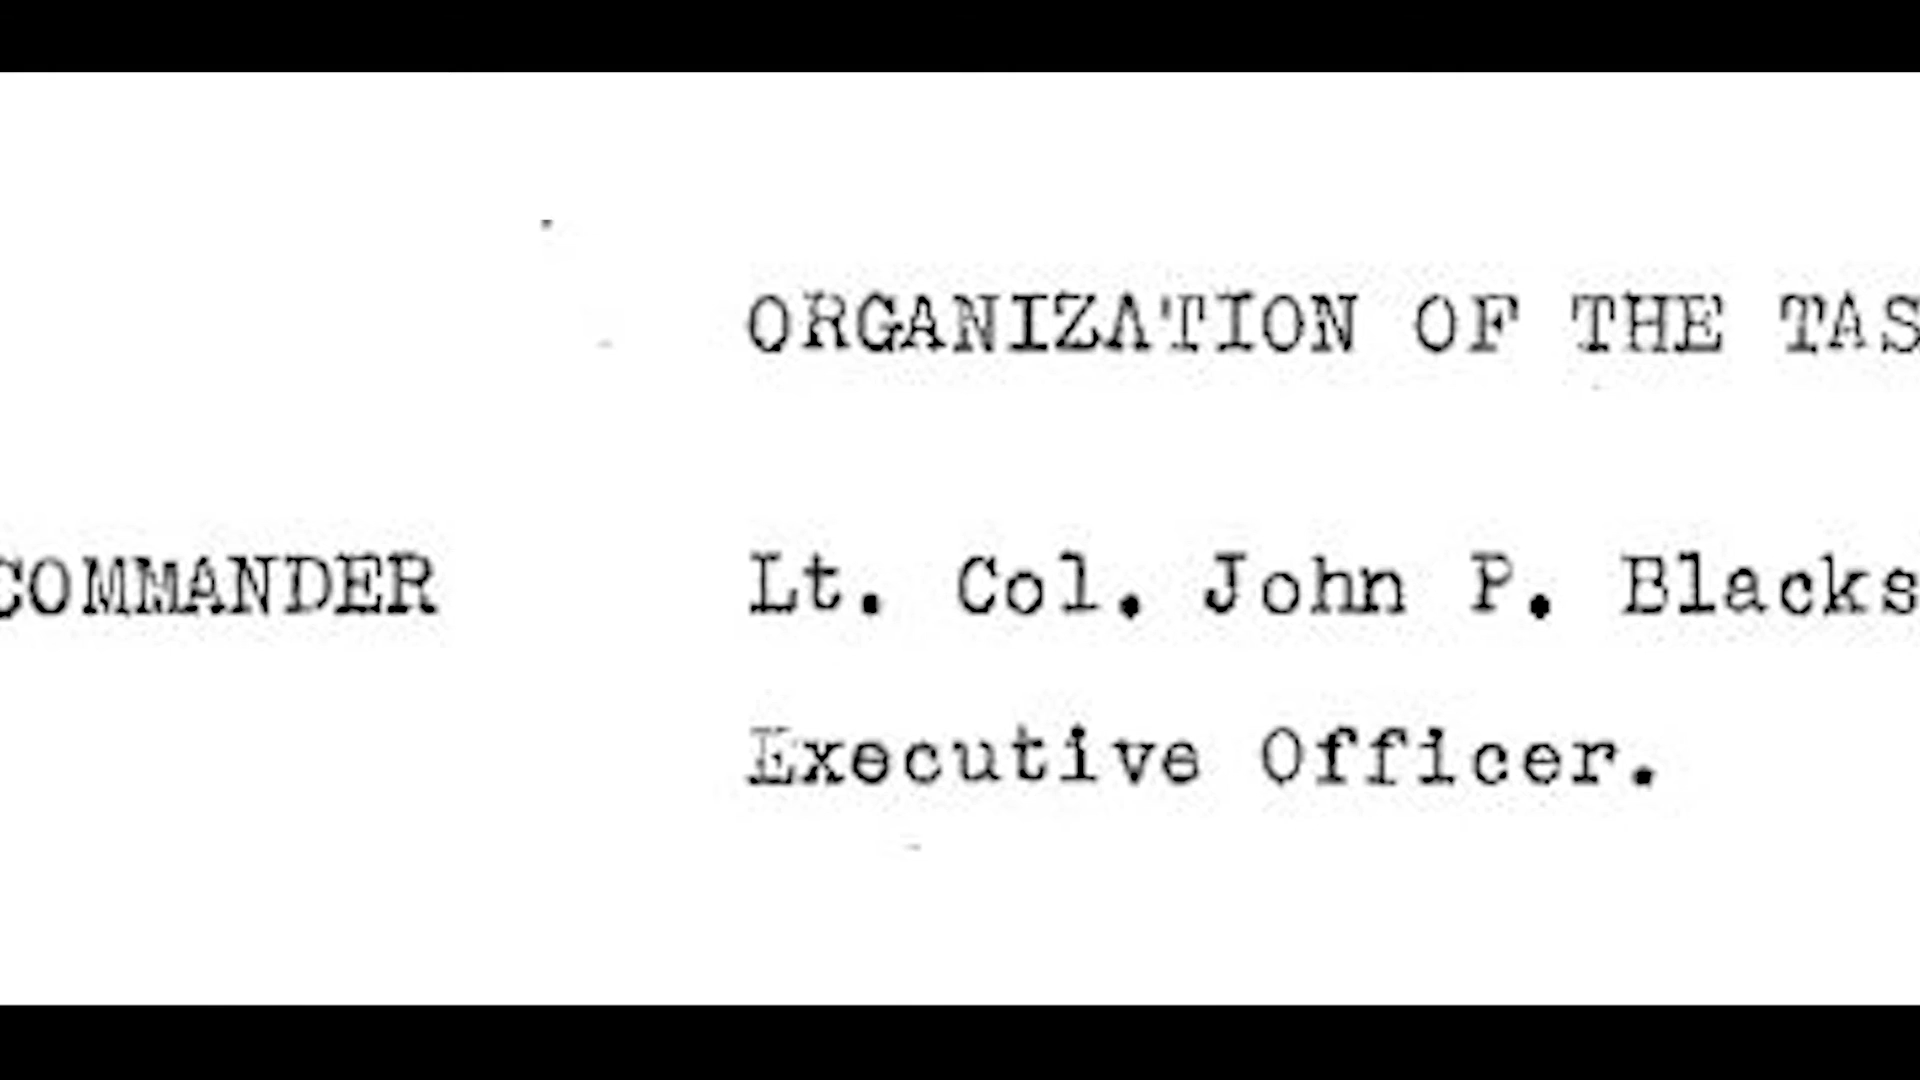 ORGANIZATION OF THE TAS
COMMANDER Lt. Col. John P. Blacks
Executive Officer.